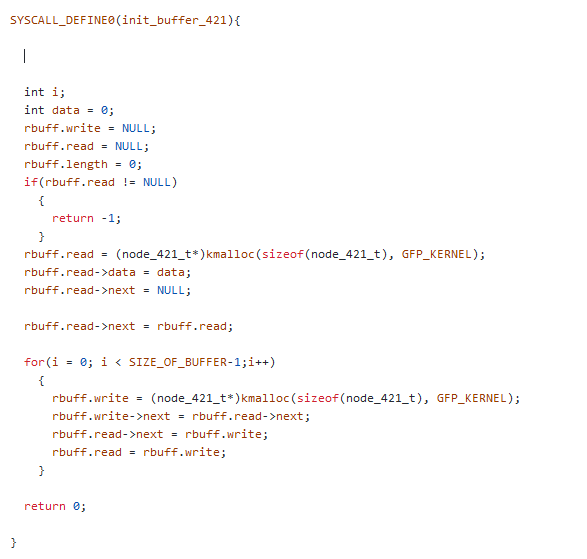 SYSCALL_DEFINE0(init_buffer_421){
int i;
int data = 0;
rbuff.write = NULL;
rbuff.read = NULL;
rbuff.length = 0;
if(rbuff.read != NULL)
{
return -1;
}
rbuff.read = (node_421_t*)kmalloc(sizeof(node_421_t), GFP_KERNEL);
rbuff.read->data = data;
rbuff.read->next = NULL;
rbuff.read->next = rbuff.read;
for(i = 0; i < SIZE_OF_BUFFER-1;i++)
{
rbuff.write = (node_421_t*)kmalloc(sizeof(node_421_t), GFP_KERNEL);
rbuff.write->next = rbuff.read->next;
rbuff.read->next = rbuff.write;
rbuff.read = rbuff.write;
}
return 0;
}